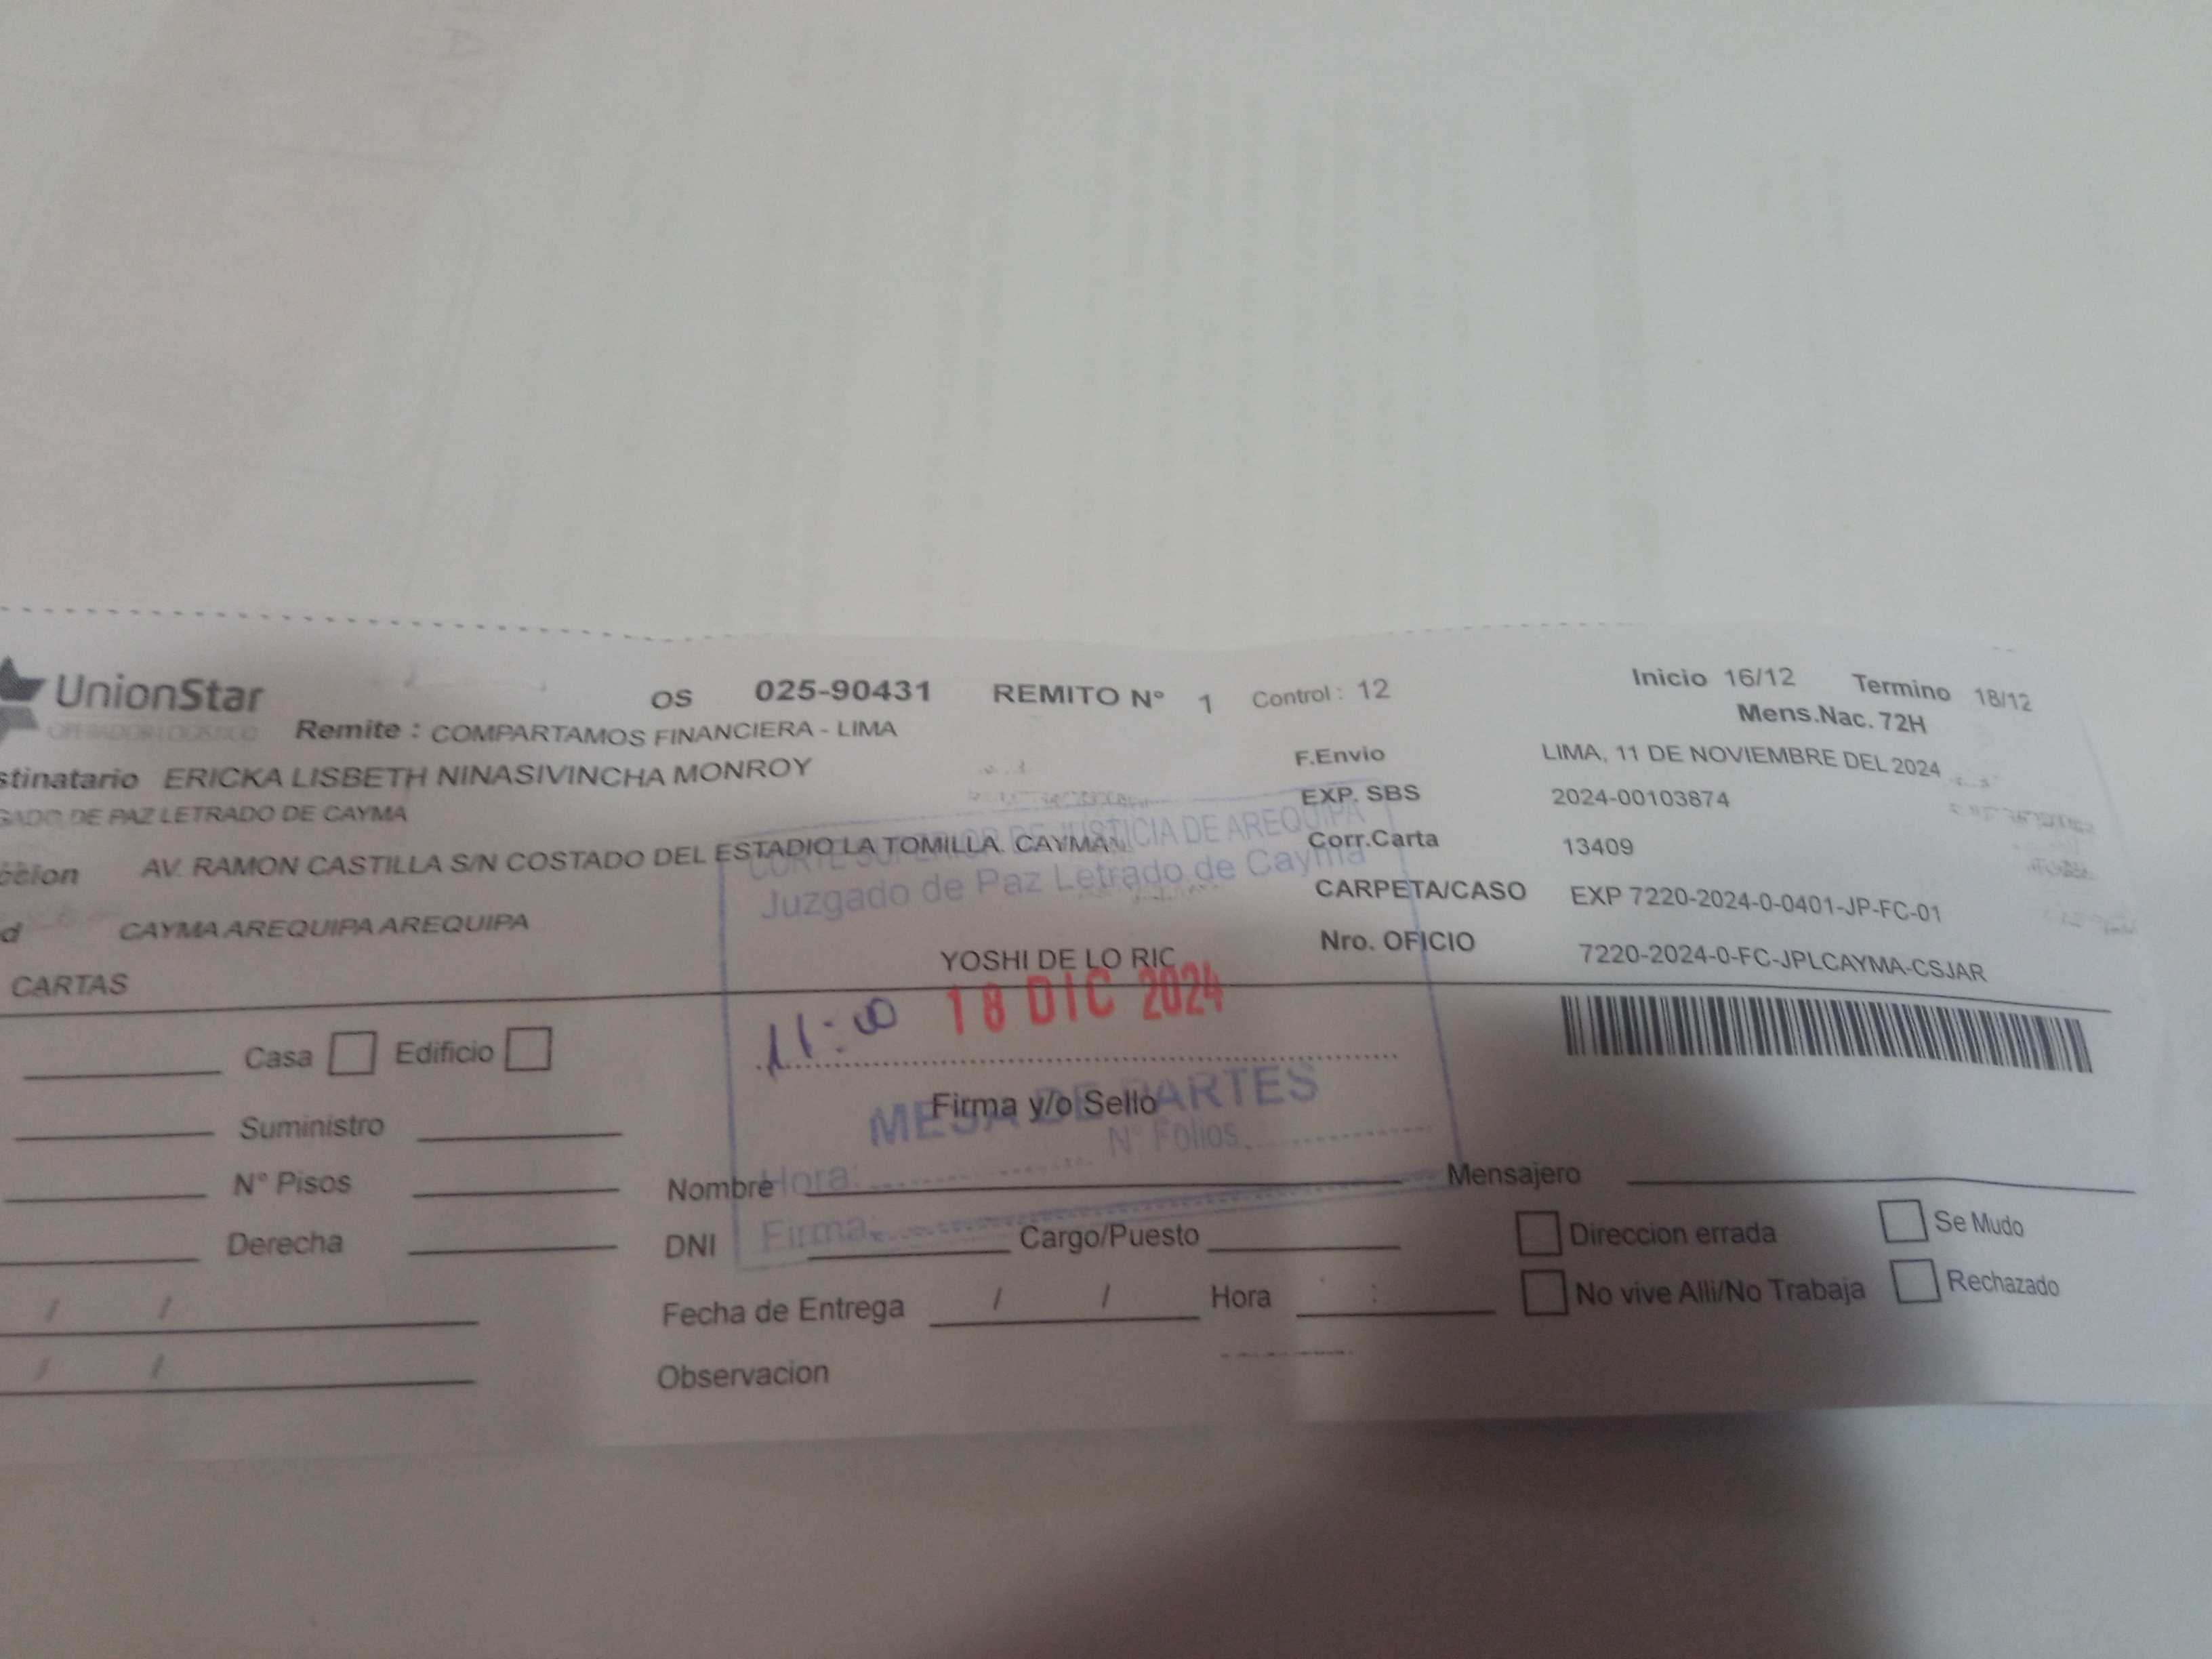 UnionStar
OPERADOR LOGISTICO
OS 025-90431 REMITO N° 1 Control : 12
Inicio 16/12 Termino 18/12
Mens.Nac. 72H
Remite : COMPARTAMOS FINANCIERA - LIMA
stinatario ERICKA LISBETH NINASIVINCHA MONROY
GADO DE PAZ LETRADO DE CAYMA
ccion AV. RAMON CASTILLA S/N COSTADO DEL ESTADIO LA TOMILLA. CAYMAN.
d CAYMA AREQUIPA AREQUIPA
CARTAS
F.Envio LIMA, 11 DE NOVIEMBRE DEL 2024
EXP. SBS 2024-00103874
Corr.Carta 13409
CARPETA/CASO EXP 7220-2024-0-0401-JP-FC-01
Nro. OFICIO 7220-2024-0-FC-JPLCAYMA-CSJAR
CORTE SUPERIOR DE JUSTICIA DE AREQUIPA
Juzgado de Paz Letrado de Cayma
YOSHI DE LO RIC
11:00 18 DIC 2024
MESA DE PARTES
N° Folios
Hora:
Firma:
Firma y/o Sello
Casa Edificio
Suministro
N° Pisos
Derecha
/ /
/ /
Nombre
DNI Cargo/Puesto
Fecha de Entrega / / Hora :
Observacion
Mensajero
Direccion errada Se Mudo
No vive Alli/No Trabaja Rechazado